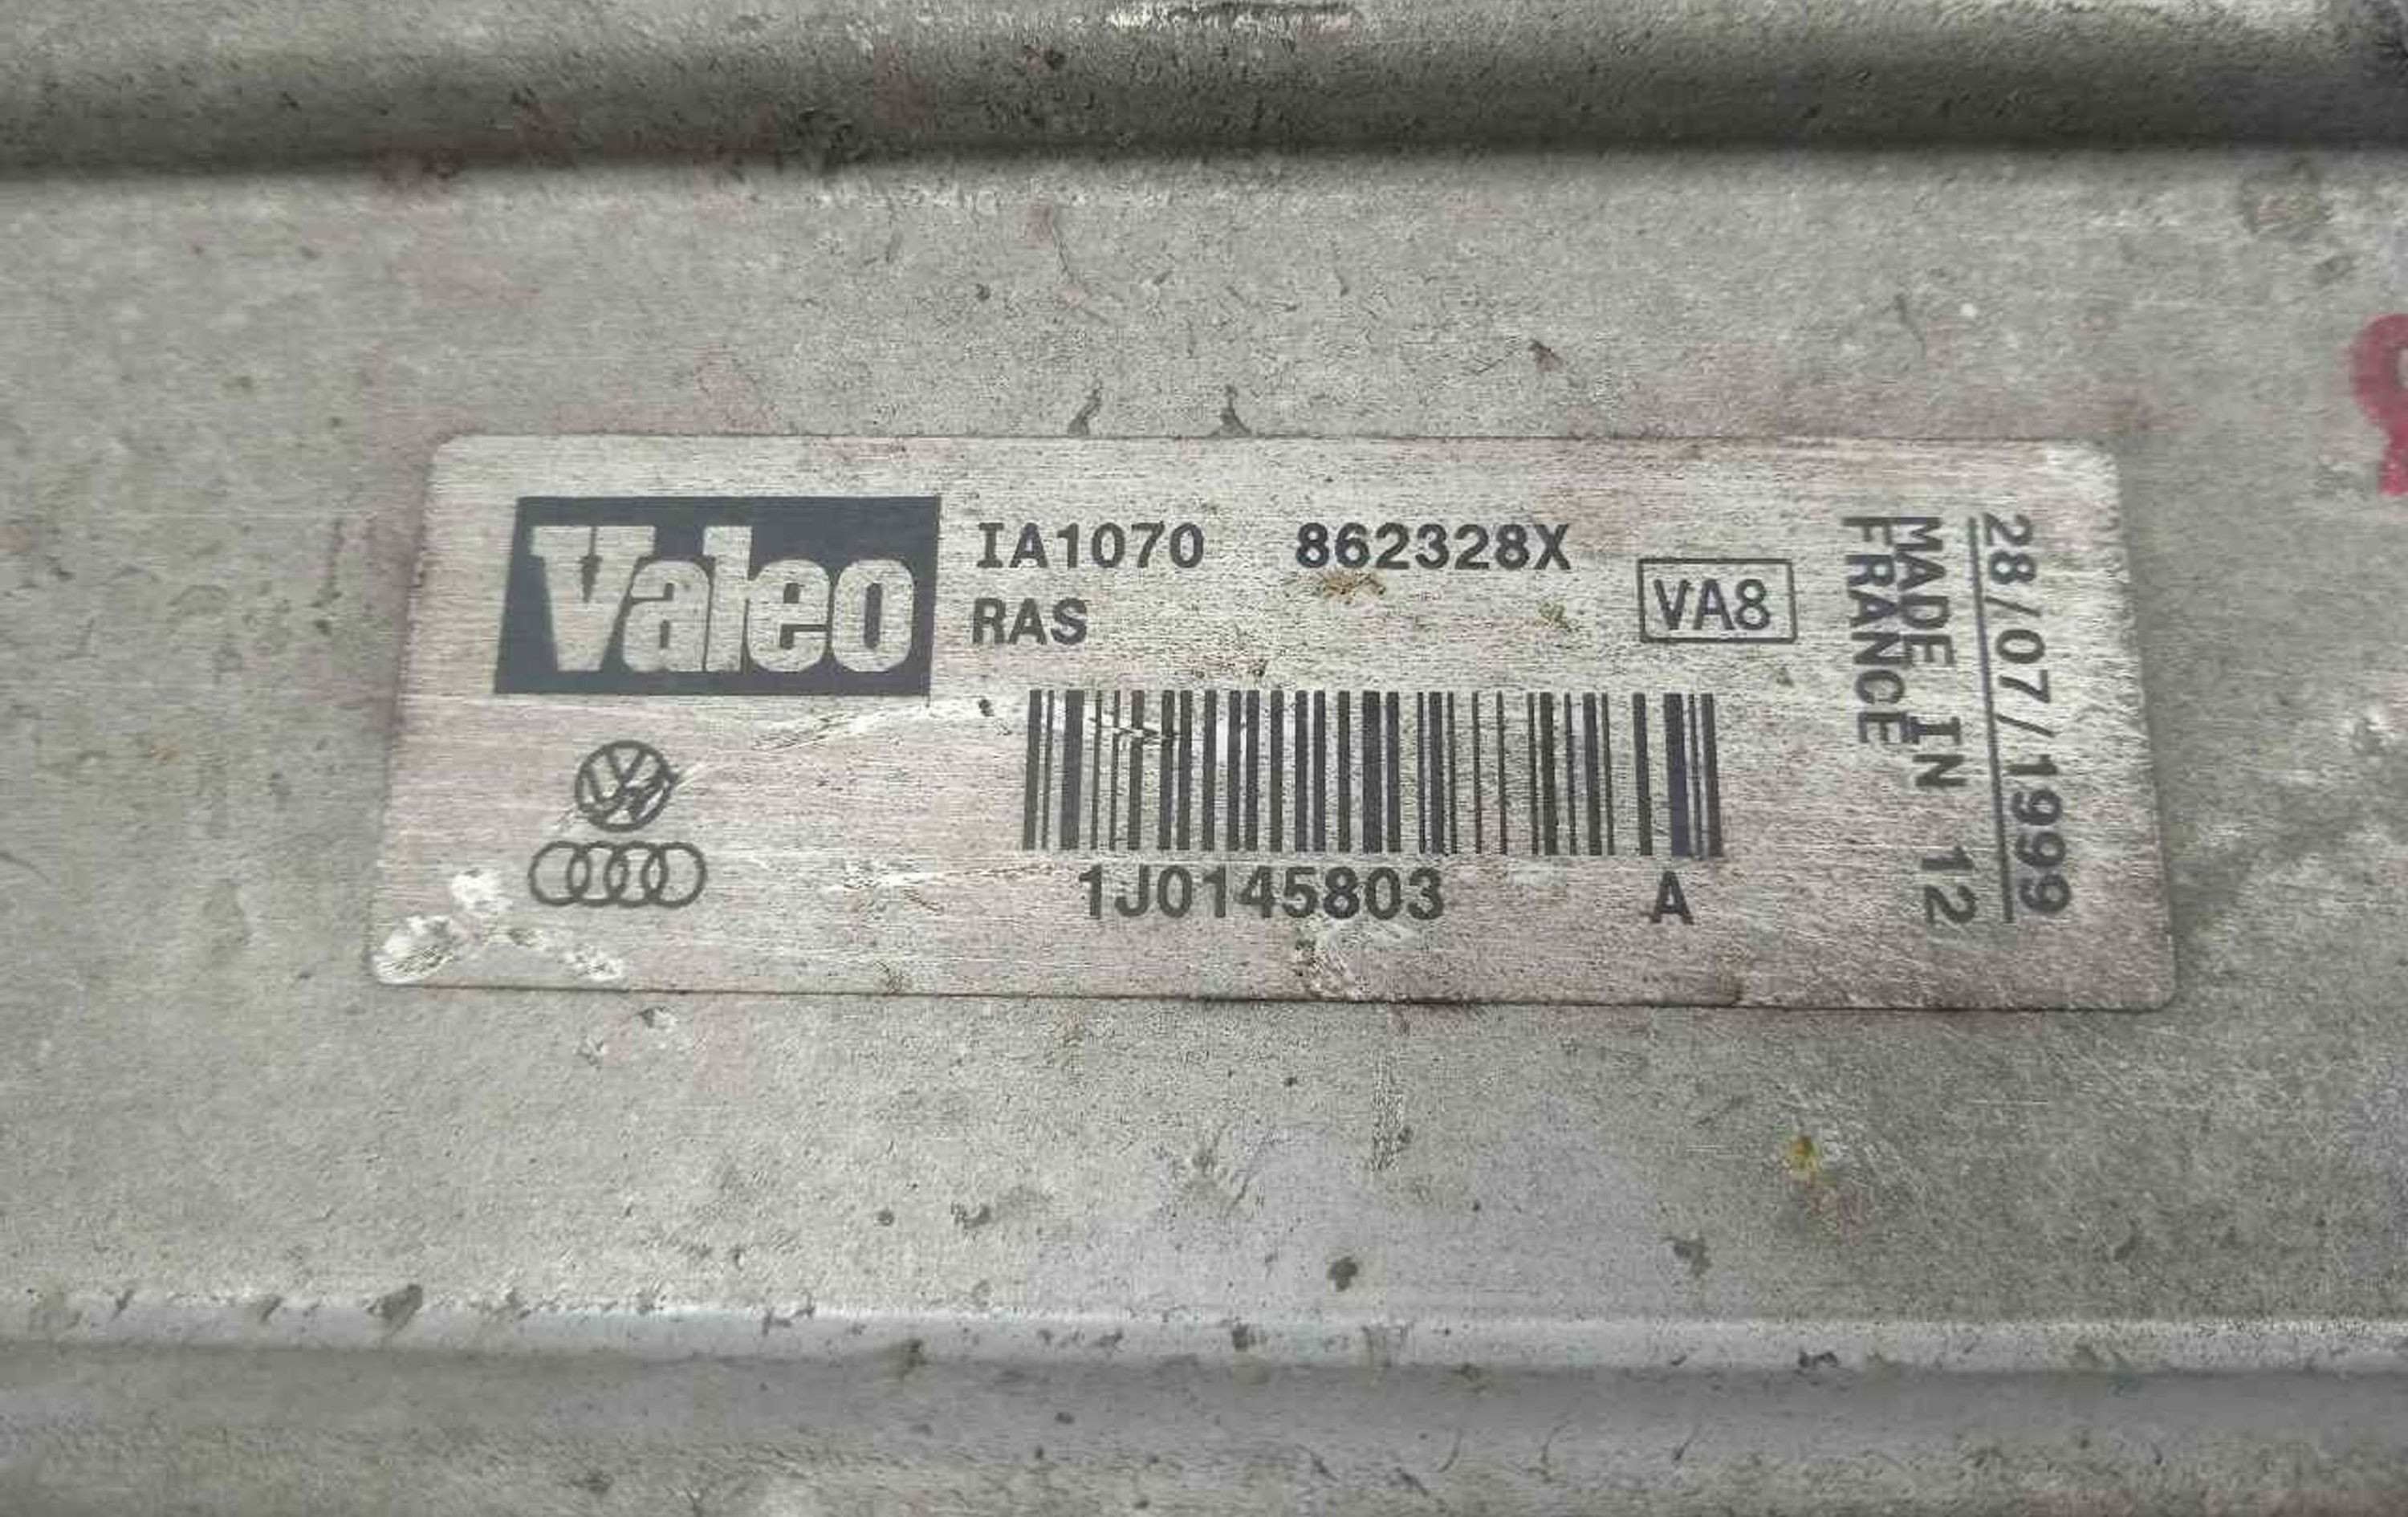 Valeo
IA1070 862328X
RAS
VA8
1J0145803 A
28/07/1999
MADE IN 12
FRANCE